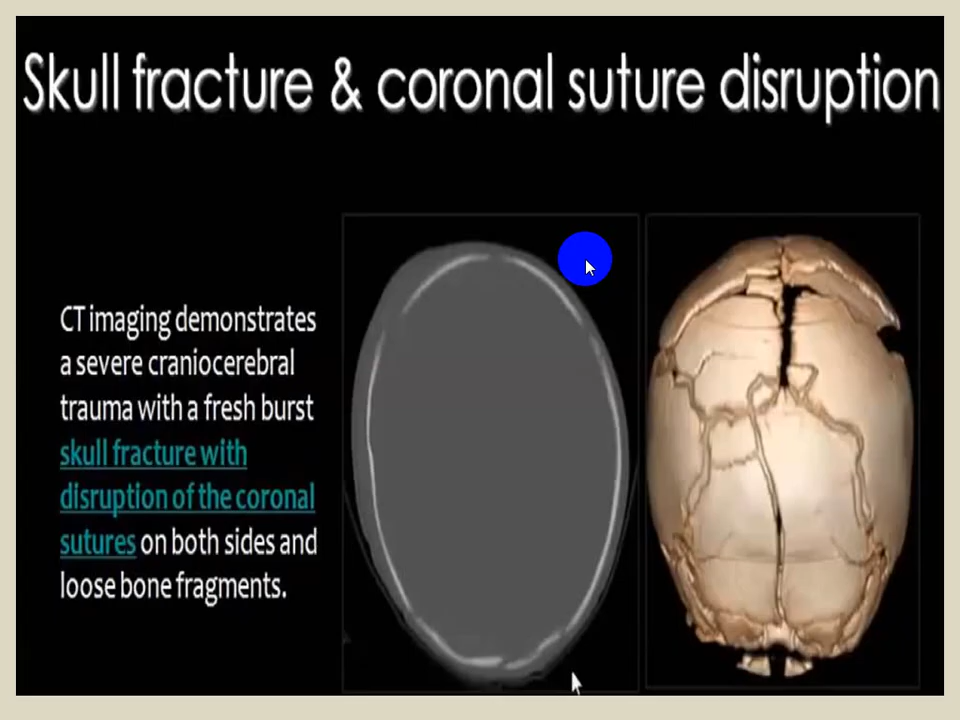 Skull fracture & coronal suture disruption
CT imaging demonstrates
a severe craniocerebral
trauma with a fresh burst
skull fracture with
disruption of the coronal
sutures on both sides and
loose bone fragments.